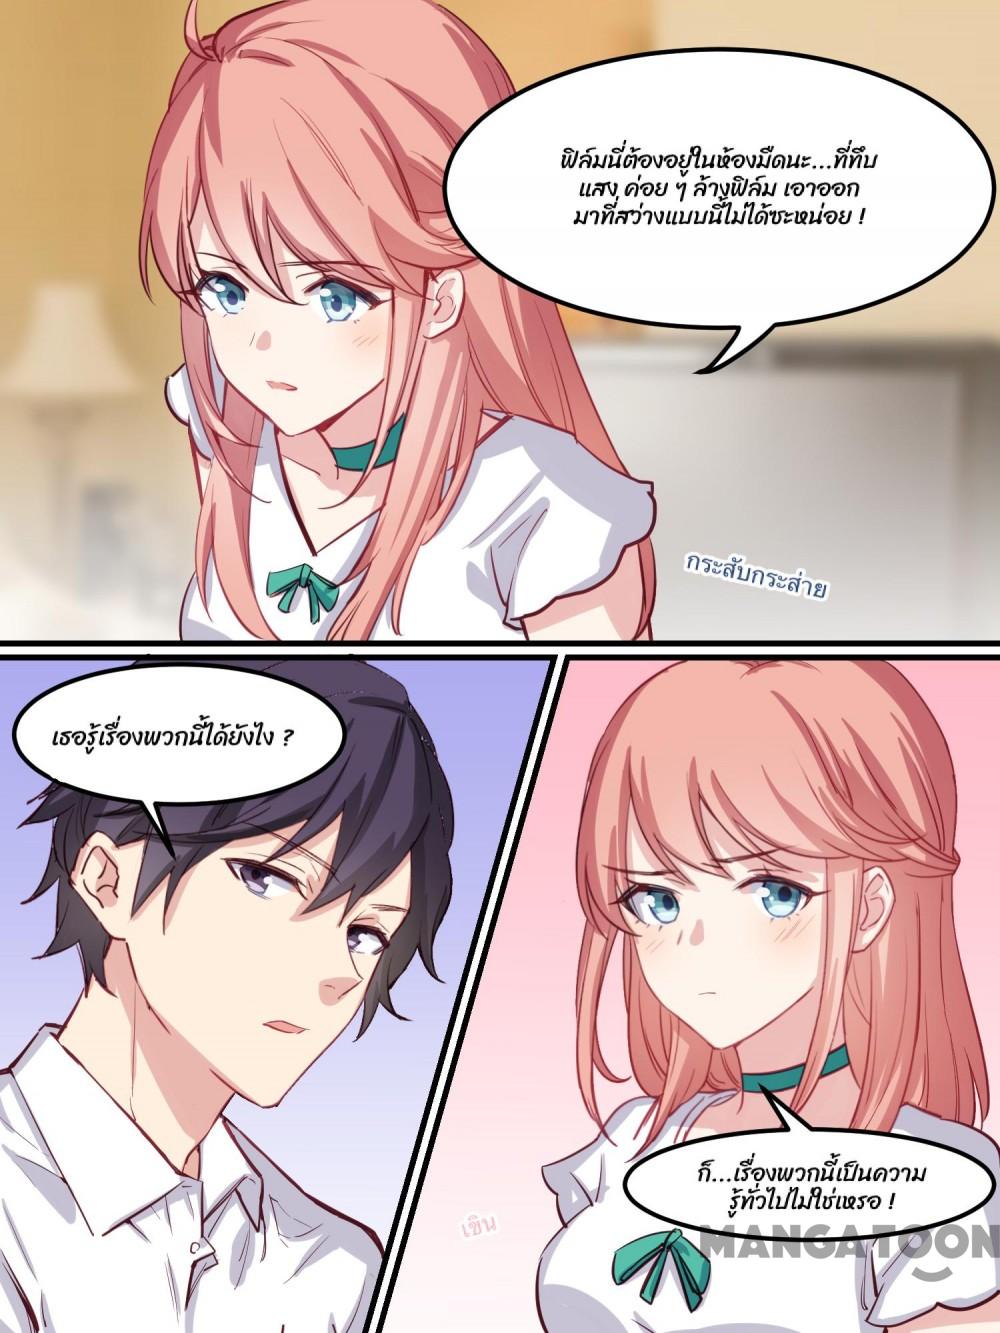 ฟิล์มนี่ต้องอยู่ในห้องมืดนะ...ที่ทึบ
แสง ค่อย ๆ ล้างฟิล์ม เอาออก
มาที่สว่างแบบนี้ไม่ได้ซะหน่อย !
กระสับกระส่าย
เธอรู้เรื่องพวกนี้ได้ยังไง ?
ก็...เรื่องพวกนี้เป็นความ
รู้ทั่วไปไม่ใช่เหรอ !
เขิน
MANGATOON